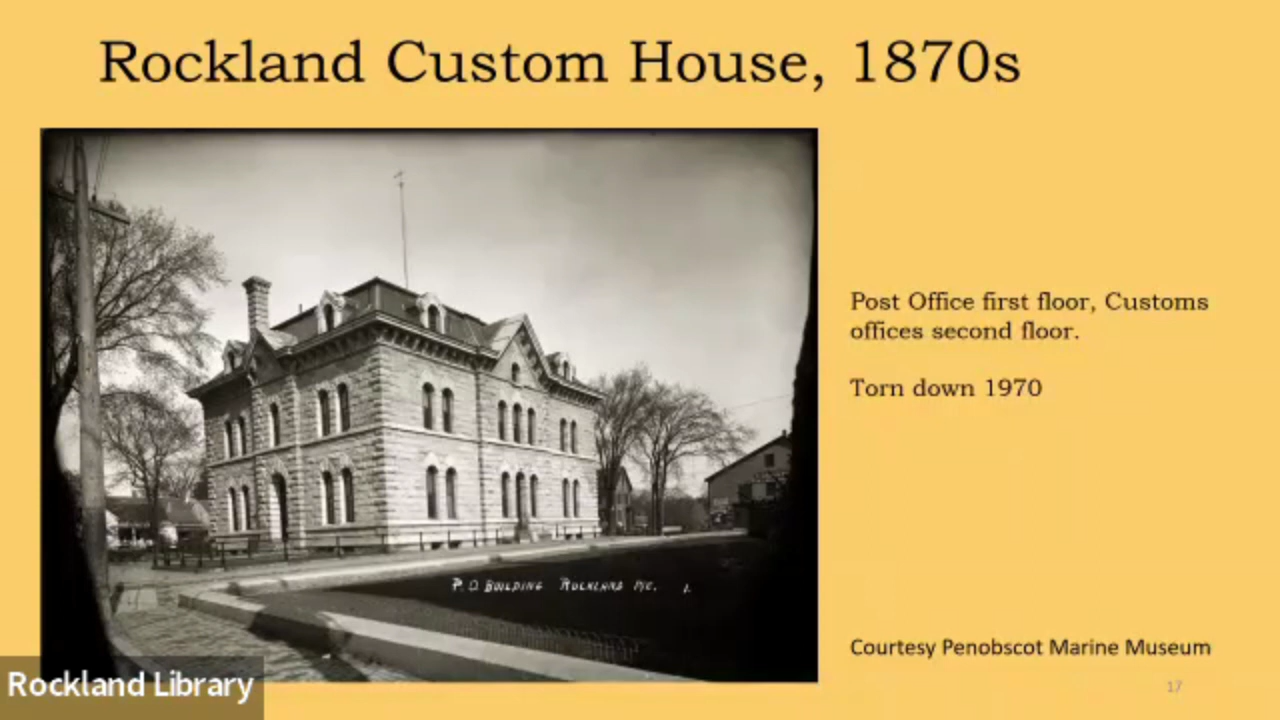 Rockland Custom House, 1870s
Post Office first floor, Customs
offices second floor.
Torn down 1970
P.O. BUILDING ROCKLAND ME. 1.
Courtesy Penobscot Marine Museum
Rockland Library
17